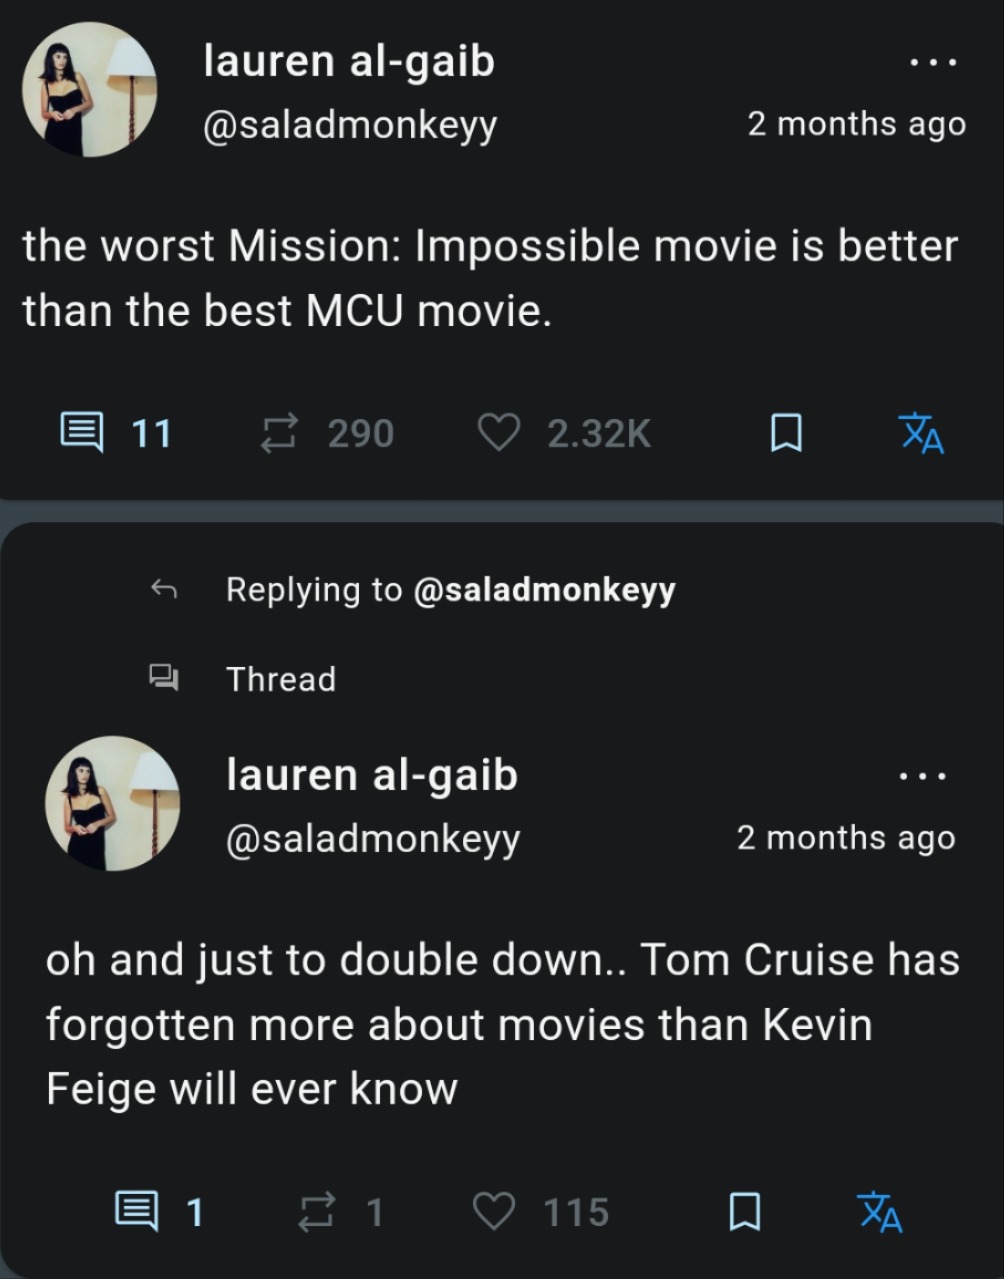 lauren al-gaib
...
@saladmonkeyy
2 months ago
the worst Mission: Impossible movie is better
than the best MCU movie.
11 290 2.32K
Replying to @saladmonkeyy
Thread
lauren al-gaib
...
@saladmonkeyy
2 months ago
oh and just to double down.. Tom Cruise has
forgotten more about movies than Kevin
Feige will ever know
1 1 115